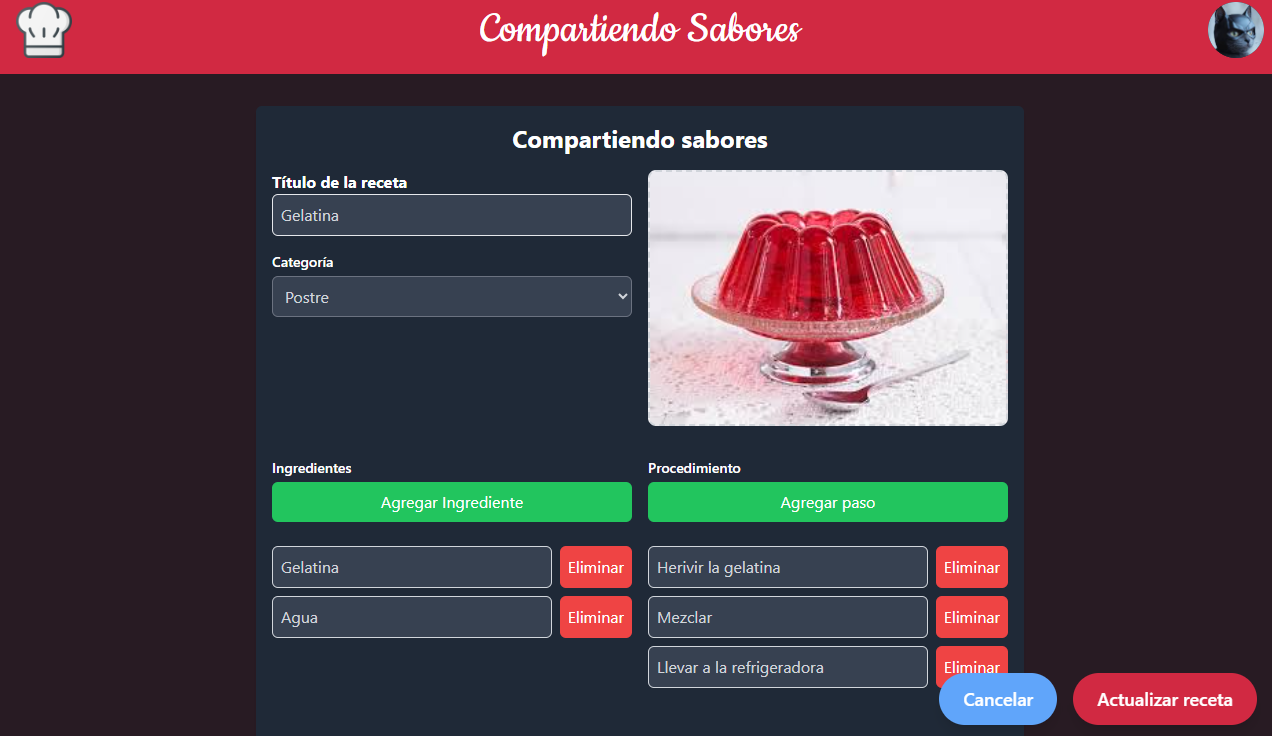 Compartiendo Sabores
Compartiendo sabores
Título de la receta
Gelatina
Categoría
Postre
Ingredientes
Agregar Ingrediente
Gelatina Eliminar
Agua Eliminar
Procedimiento
Agregar paso
Herivir la gelatina Eliminar
Mezclar Eliminar
Llevar a la refrigeradora Eliminar
Cancelar
Actualizar receta